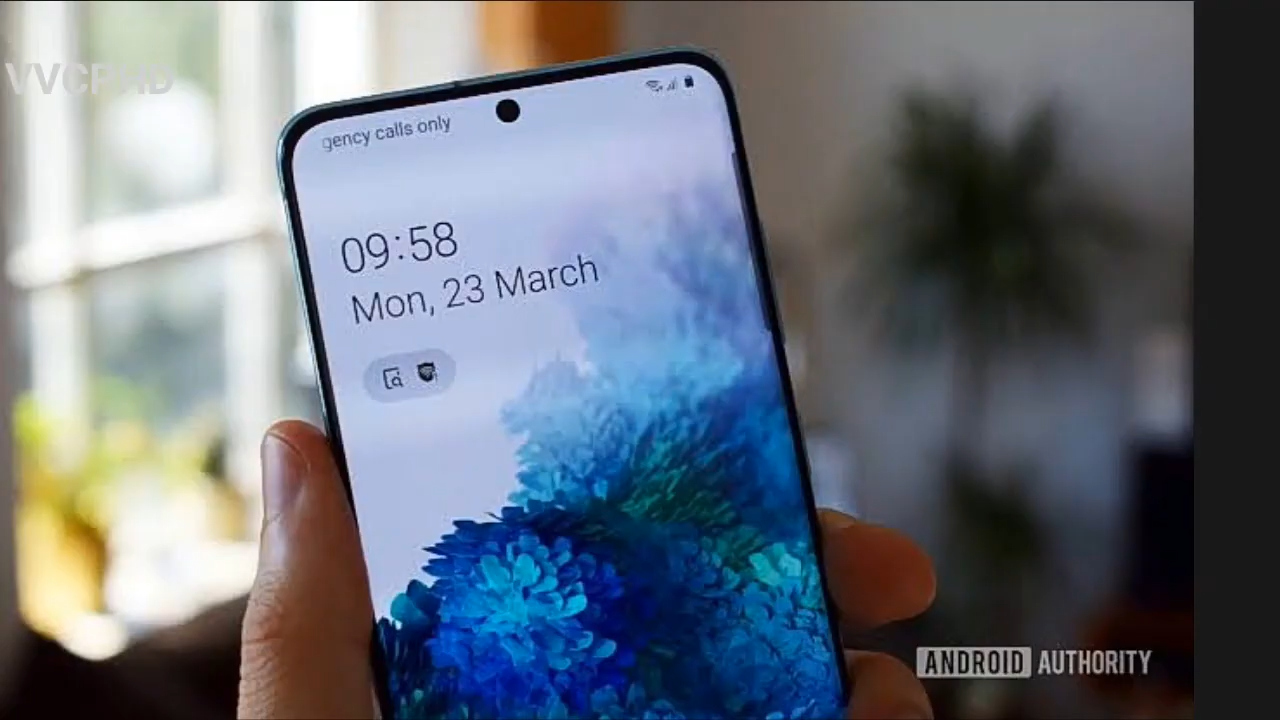 VVCPHD
gency calls only
09:58
Mon, 23 March
ANDROID AUTHORITY